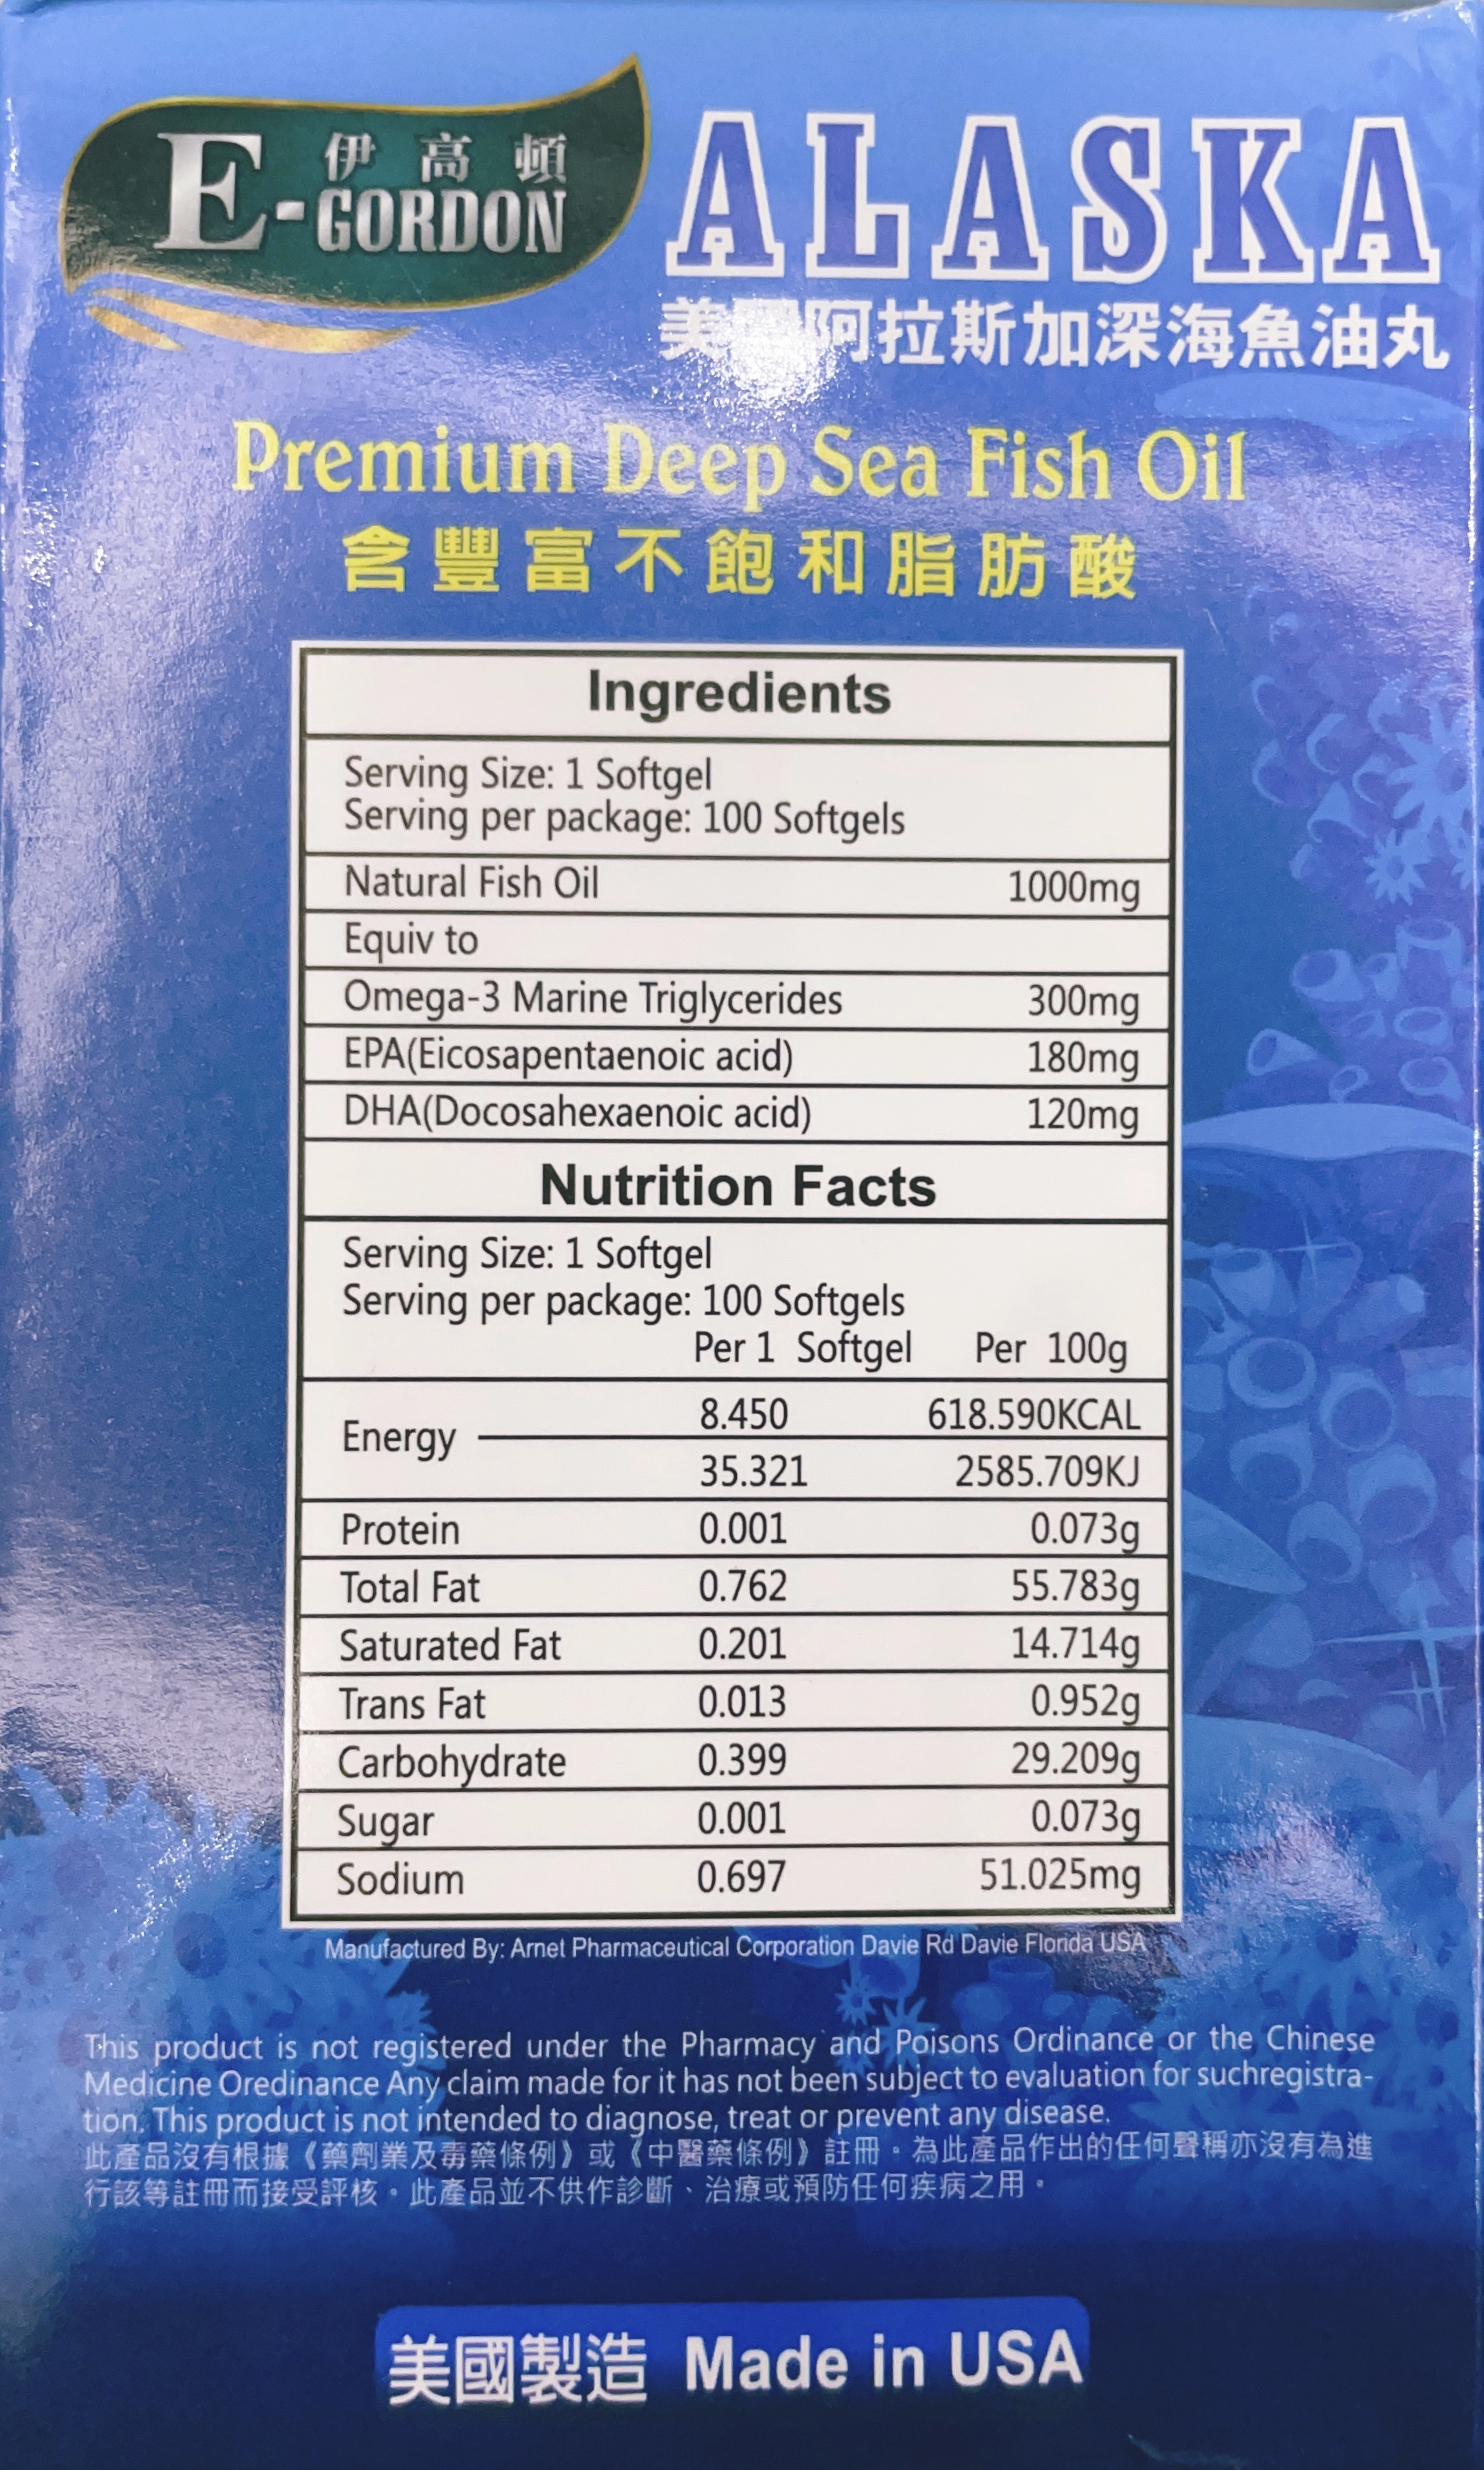 伊高頓
E-GORDON
ALASKA
美 阿拉斯加深海魚油丸
Premium Deep Sea Fish Oil
含豐富不飽和脂肪酸
Ingredients
Serving Size: 1 Softgel
Serving per package: 100 Softgels
Natural Fish Oil 1000mg
Equiv to
Omega-3 Marine Triglycerides 300mg
EPA(Eicosapentaenoic acid) 180mg
DHA(Docosahexaenoic acid) 120mg
Nutrition Facts
Serving Size: 1 Softgel
Serving per package: 100 Softgels
Per 1 Softgel Per 100g
Energy 8.450 618.590KCAL
35.321 2585.709KJ
Protein 0.001 0.073g
Total Fat 0.762 55.783g
Saturated Fat 0.201 14.714g
Trans Fat 0.013 0.952g
Carbohydrate 0.399 29.209g
Sugar 0.001 0.073g
Sodium 0.697 51.025mg
Manufactured By: Arnet Pharmaceutical Corporation Davie Rd Davie Florida USA
This product is not registered under the Pharmacy and Poisons Ordinance or the Chinese
Medicine Oredinance Any claim made for it has not been subject to evaluation for suchregistra-
tion. This product is not intended to diagnose, treat or prevent any disease.
此產品沒有根據《藥劑業及毒藥條例》或《中醫藥條例》註冊。為此產品作出的任何聲稱亦沒有為進
行該等註冊而接受評核。此產品並不供作診斷、治療或預防任何疾病之用。
美國製造 Made in USA